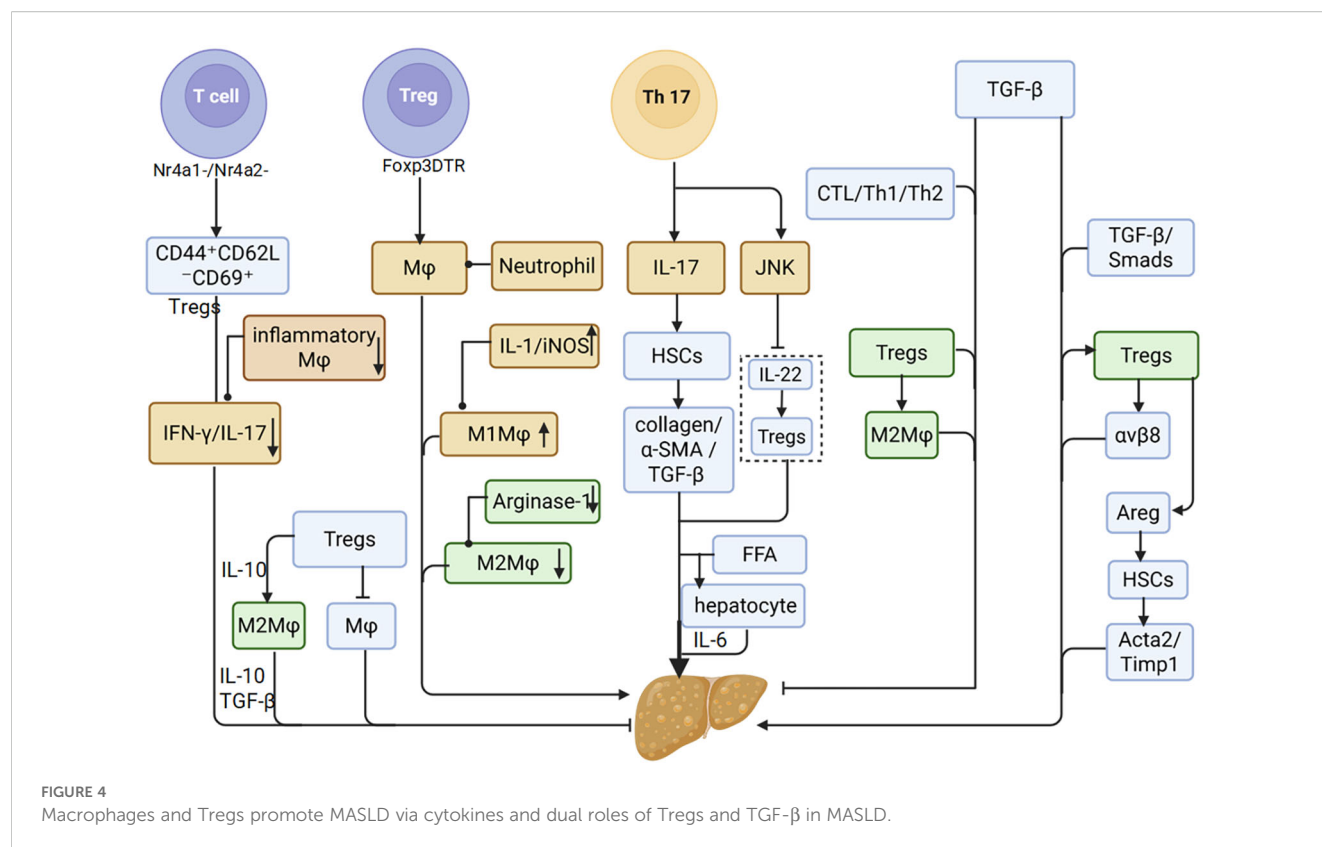 T cell
Nr4a1-/Nr4a2-
CD44⁺CD62L
⁻CD69⁺
Tregs
inflammatory
Mφ
IFN-γ/IL-17
Tregs
IL-10
M2Mφ
Mφ
IL-10
TGF-β
Treg
Foxp3DTR
Mφ
Neutrophil
IL-1/iNOS
M1Mφ
Arginase-1
M2Mφ
Th 17
IL-17
JNK
HSCs
IL-22
Tregs
collagen/
α-SMA /
TGF-β
FFA
hepatocyte
IL-6
TGF-β
CTL/Th1/Th2
Tregs
M2Mφ
TGF-β/
Smads
Tregs
αvβ8
Areg
HSCs
Acta2/
Timp1
FIGURE 4
Macrophages and Tregs promote MASLD via cytokines and dual roles of Tregs and TGF-β in MASLD.